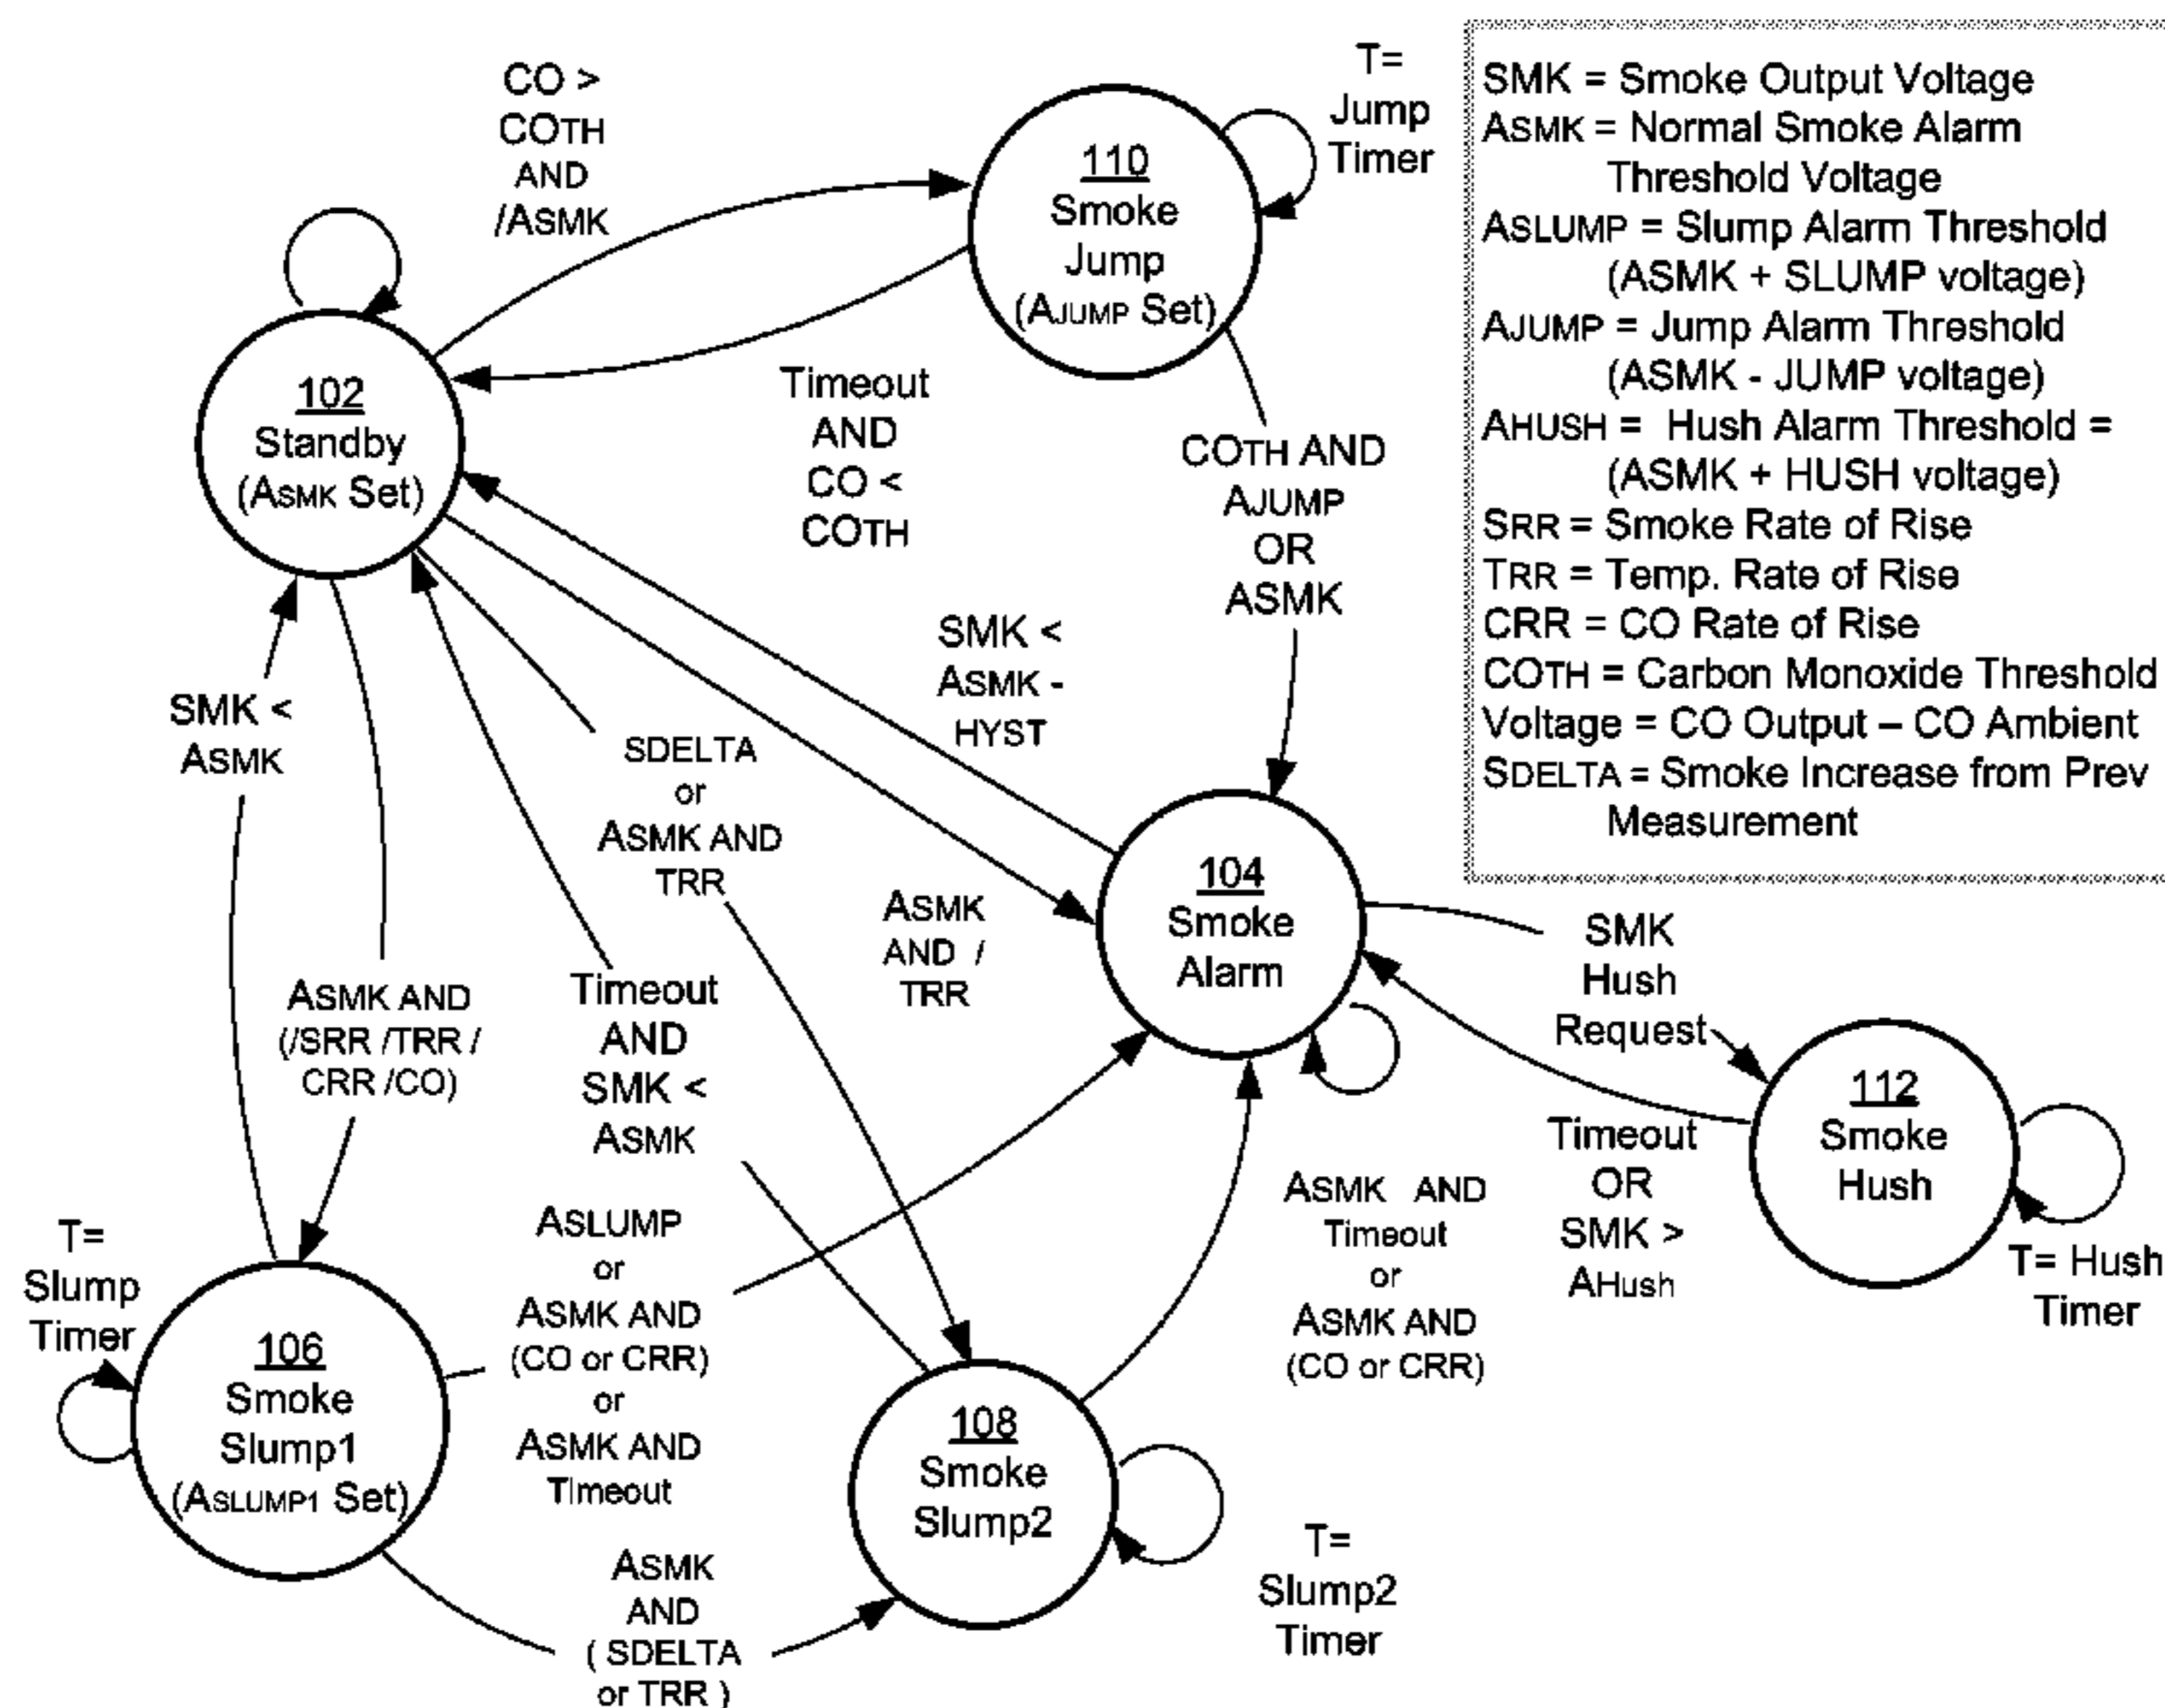 CO >
COTH
AND
/ASMK
T=
Jump
Timer
110
Smoke
Jump
(AJUMP Set)
102
Standby
(ASMK Set)
Timeout
AND
CO <
COTH
COTH AND
AJUMP
OR
ASMK
SMK = Smoke Output Voltage
ASMK = Normal Smoke Alarm
Threshold Voltage
ASLUMP = Slump Alarm Threshold
(ASMK + SLUMP voltage)
AJUMP = Jump Alarm Threshold
(ASMK - JUMP voltage)
AHUSH = Hush Alarm Threshold =
(ASMK + HUSH voltage)
SRR = Smoke Rate of Rise
TRR = Temp. Rate of Rise
CRR = CO Rate of Rise
COTH = Carbon Monoxide Threshold
Voltage = CO Output – CO Ambient
SDELTA = Smoke Increase from Prev
Measurement
SMK <
ASMK
SDELTA
or
ASMK AND
TRR
SMK <
ASMK -
HYST
ASMK
AND /
TRR
104
Smoke
Alarm
SMK
Hush
Request
ASMK AND
(/SRR /TRR /
CRR /CO)
Timeout
AND
SMK <
ASMK
112
Smoke
Hush
Timeout
OR
SMK >
AHush
T= Hush
Timer
T=
Slump
Timer
106
Smoke
Slump1
(ASLUMP1 Set)
ASLUMP
or
ASMK AND
(CO or CRR)
or
ASMK AND
TImeout
ASMK AND
Timeout
or
ASMK AND
(CO or CRR)
108
Smoke
Slump2
T=
Slump2
Timer
ASMK
AND
( SDELTA
or TRR )